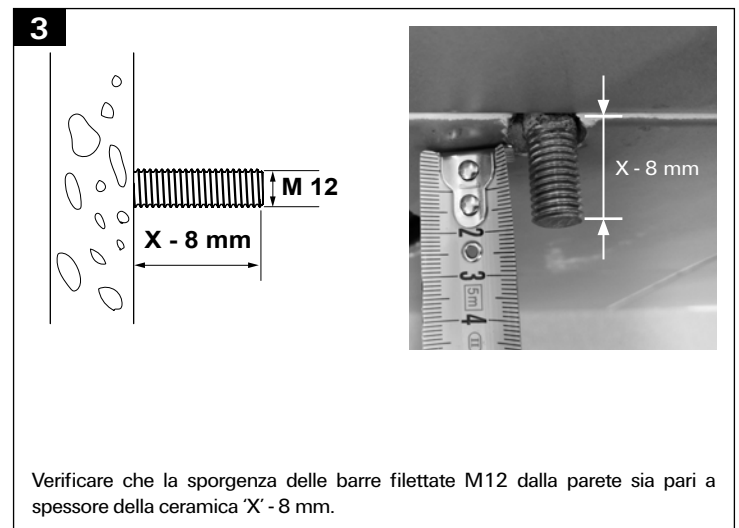 3
M 12
X - 8 mm
X - 8 mm
2
3
5m
4
II
Verificare che la sporgenza delle barre filettate M12 dalla parete sia pari a
spessore della ceramica ‘X’ - 8 mm.